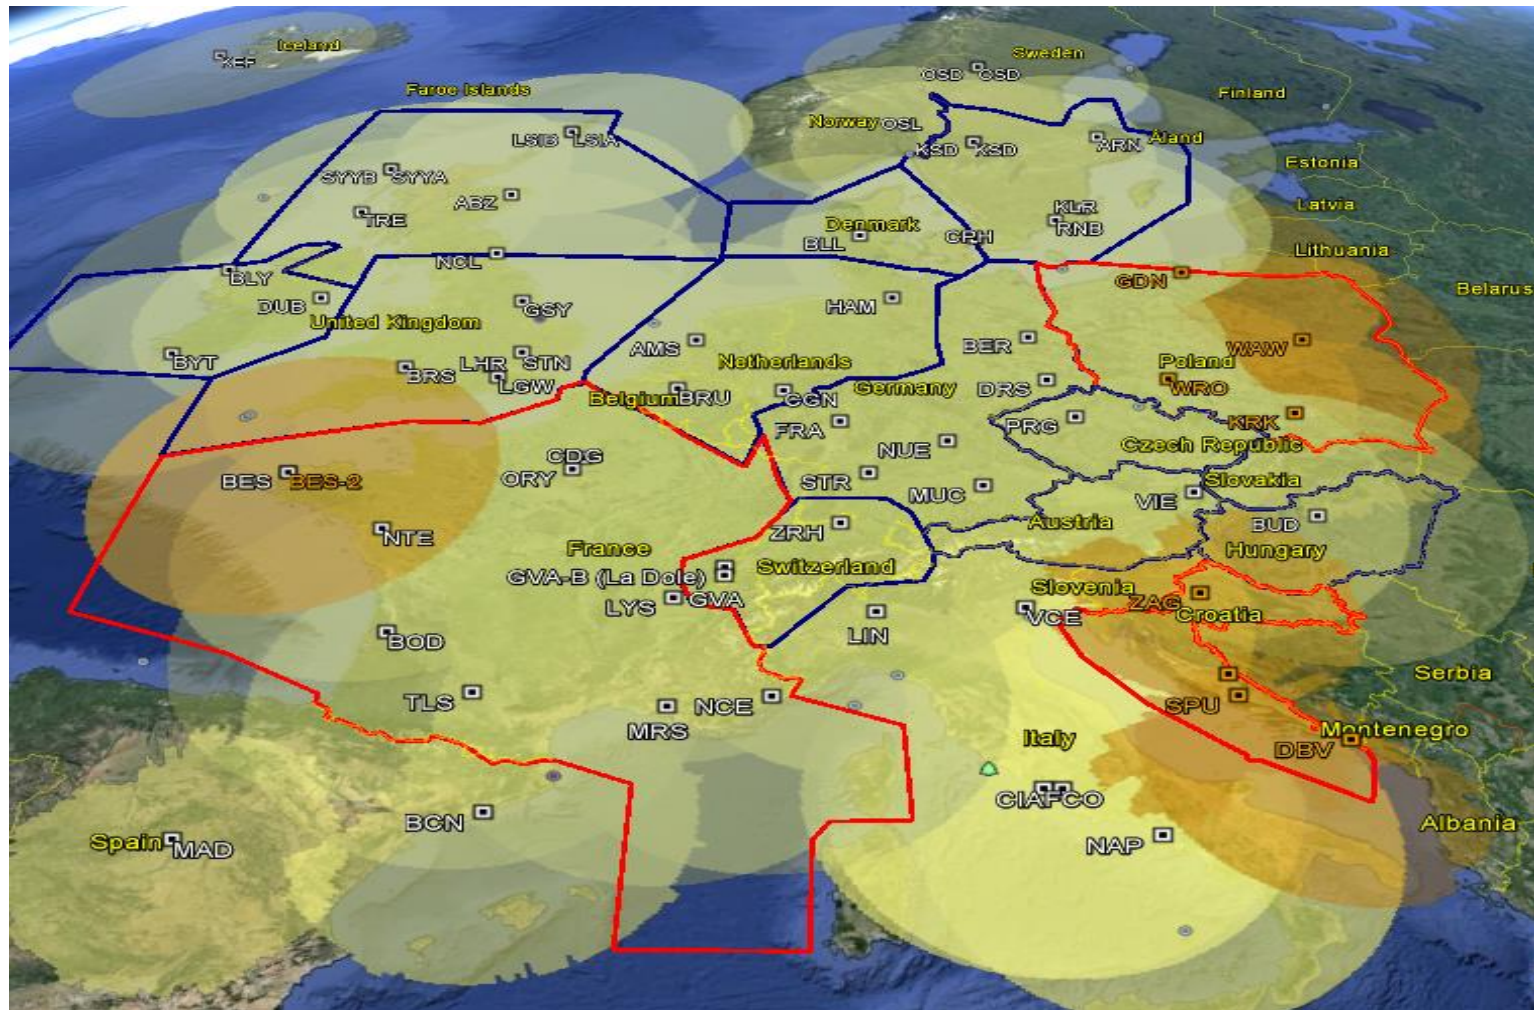 Iceland
KEF
Faroe Islands
Sweden
OSD OSD
Finland
Norway OSL
LSIB LSIA
KSD KSD
ARN
Åland
Estonia
SYYB SYYA
ABZ
TRE
Latvia
KLR
RNB
Denmark
BLL
CPH
Lithuania
NCL
BLY
GDN
Belarus
DUB
GSY
HAM
United Kingdom
AMS
BER
WAW
BYT
BRS
LHR STN
LGW
Netherlands
Poland
WRO
Belgium BRU
CGN
Germany
DRS
KRK
FRA
PRG
Czech Republic
NUE
CDG
ORY
BES BES-2
STR
MUC
VIE
Slovakia
NTE
ZRH
Austria
BUD
Hungary
France
Switzerland
GVA-B (La Dole)
GVA
LYS
Slovenia
ZAG
Croatia
VCE
LIN
BOD
Serbia
TLS
MRS
NCE
SPU
Italy
Montenegro
DBV
CIAFCO
BCN
Albania
Spain MAD
NAP